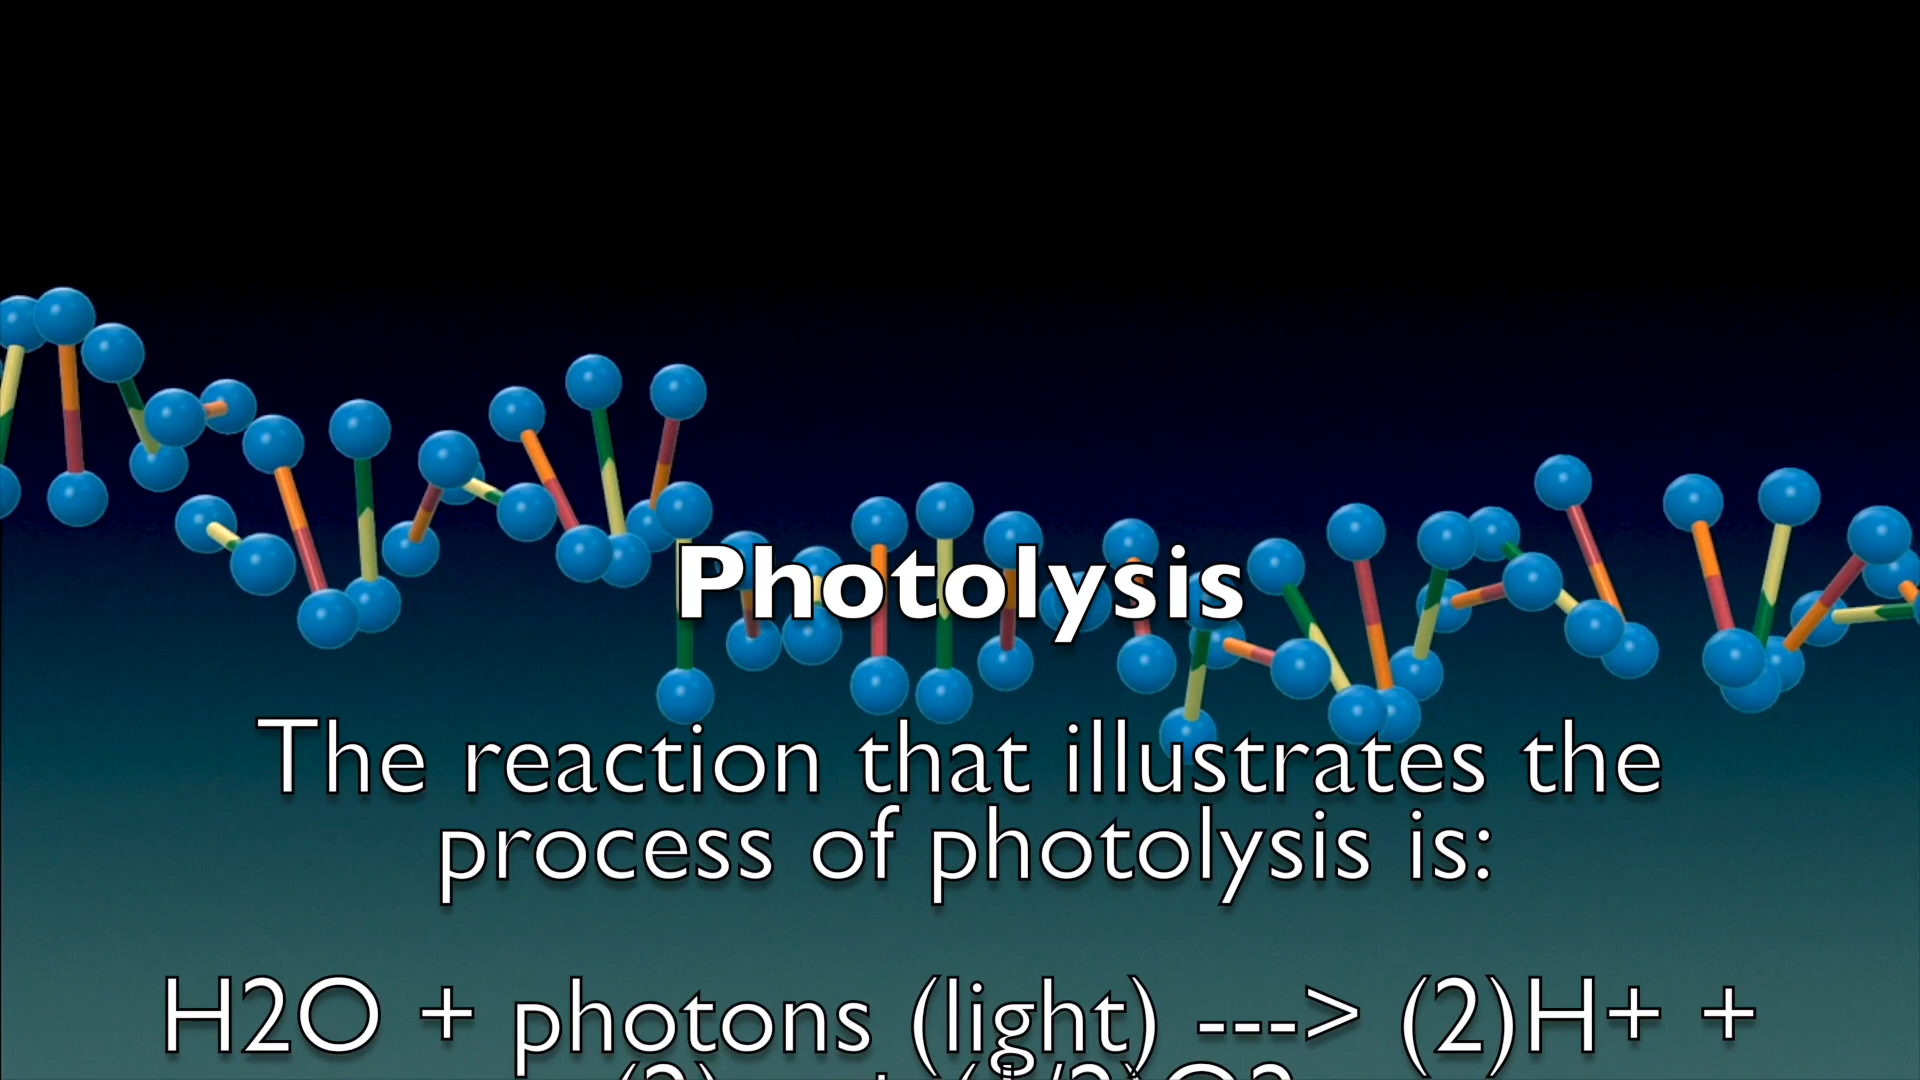 Photolysis
The reaction that illustrates the
process of photolysis is:
H2O + photons (light) ---> (2)H+ +